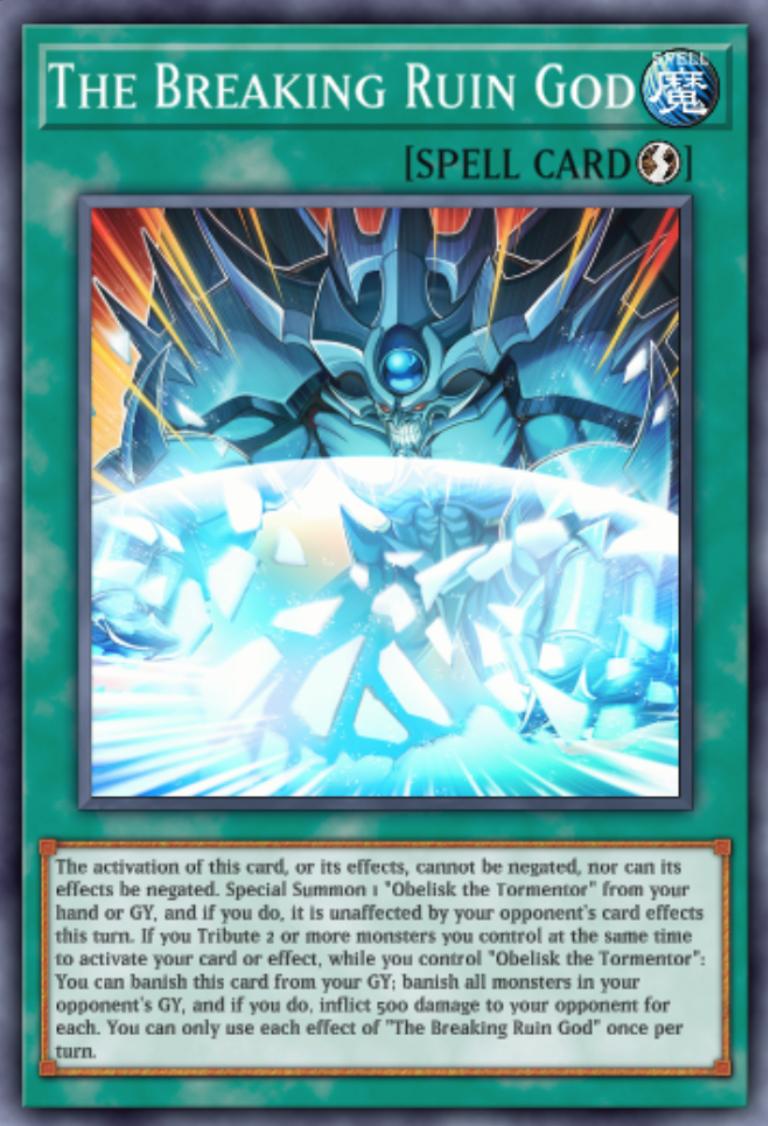 THE BREAKING RUIN GOD
SPELL
魔
[SPELL CARD]
The activation of this card, or its effects, cannot be negated, nor can its
effects be negated. Special Summon 1 "Obelisk the Tormentor" from your
hand or GY, and if you do, it is unaffected by your opponent's card effects
this turn. If you Tribute 2 or more monsters you control at the same time
to activate your card or effect, while you control "Obelisk the Tormentor":
You can banish this card from your GY; banish all monsters in your
opponent's GY, and if you do, inflict 500 damage to your opponent for
each. You can only use each effect of "The Breaking Ruin God" once per
turn.